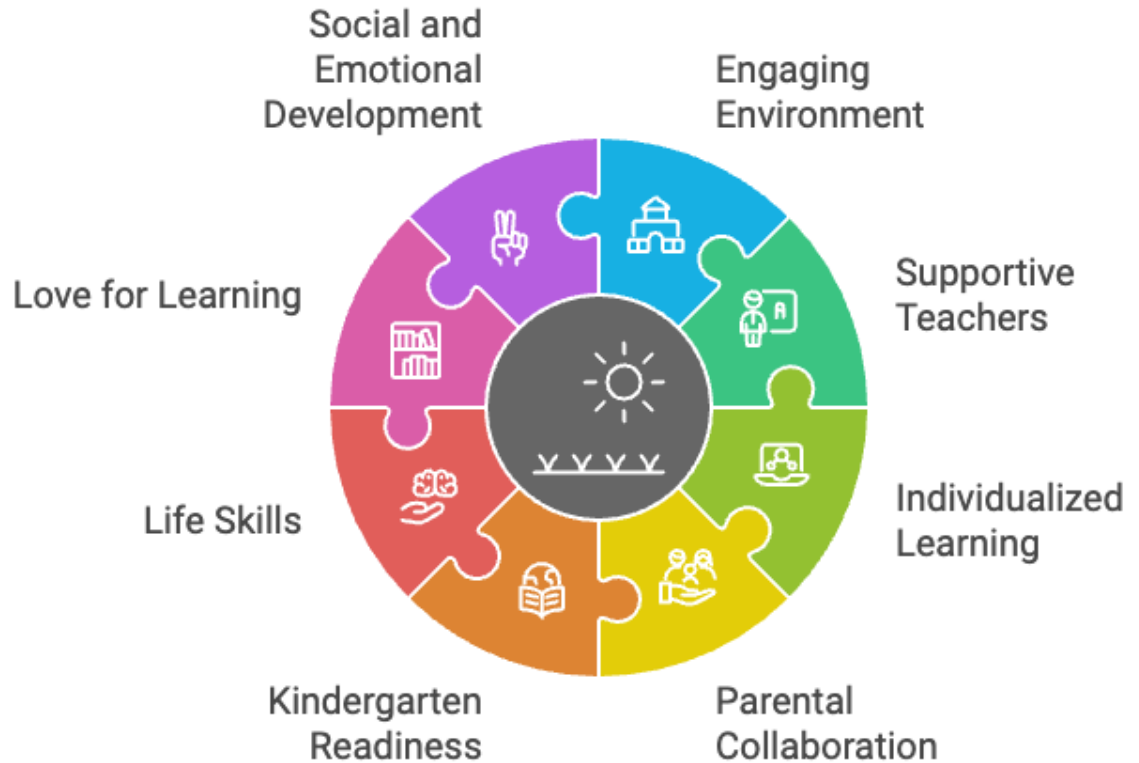 Social and
Emotional
Development
Engaging
Environment
Love for Learning
Supportive
Teachers
A
Life Skills
Individualized
Learning
Kindergarten
Readiness
Parental
Collaboration